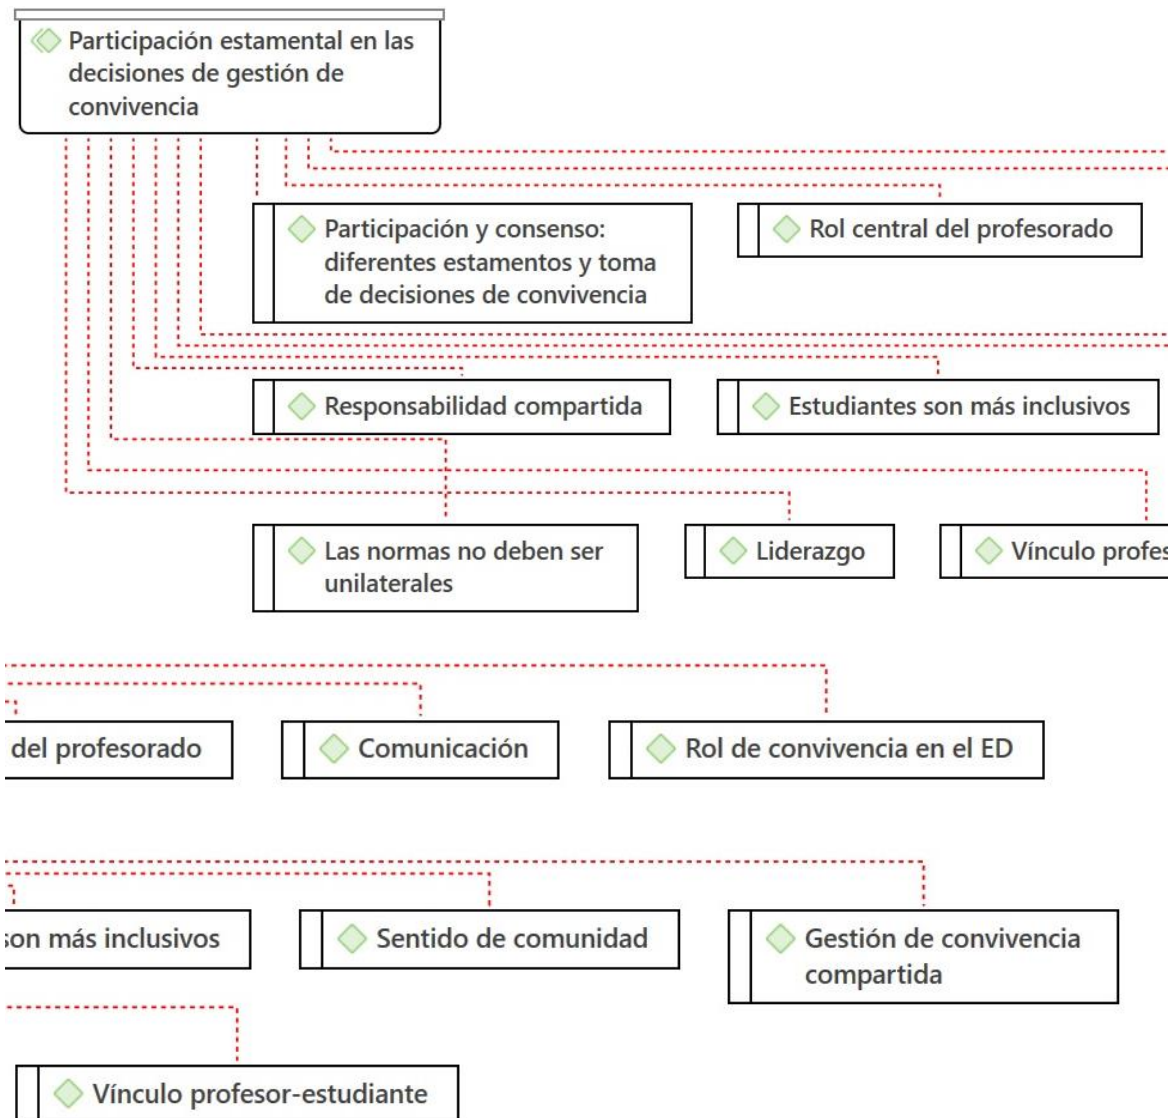 Participación estamental en las
decisiones de gestión de
convivencia
Participación y consenso:
diferentes estamentos y toma
de decisiones de convivencia
Rol central del profesorado
Responsabilidad compartida
Estudiantes son más inclusivos
Las normas no deben ser
unilaterales
Liderazgo
Vínculo profes
del profesorado
Comunicación
Rol de convivencia en el ED
son más inclusivos
Sentido de comunidad
Gestión de convivencia
compartida
Vínculo profesor-estudiante